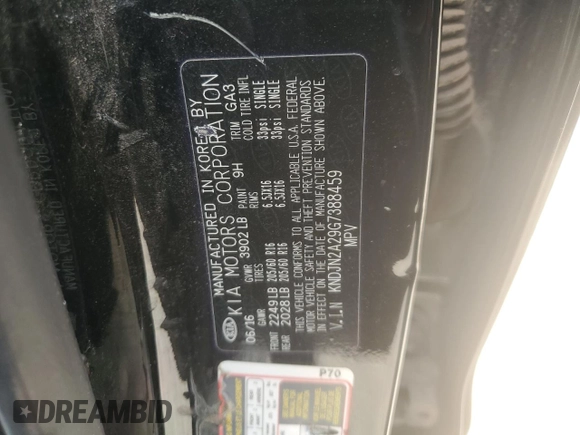 MANUFACTURED IN KOREA BY
KIA MOTORS CORPORATION
06/16 GVWR 3902 LB PAINT 9H TRIM GA3
GAWR TIRES RIMS COLD TIRE INFL
FRONT 2249LB 205/60 R16 6.5JX16 33psi SINGLE
REAR 2028LB 205/60 R16 6.5JX16 33psi SINGLE
THIS VEHICLE CONFORMS TO ALL APPLICABLE U.S.A. FEDERAL
MOTOR VEHICLE SAFETY AND THEFT PREVENTION STANDARDS
IN EFFECT ON THE DATE OF MANUFACTURE SHOWN ABOVE.
V.I.N KNDJN2A29G7388459
MPV
P70
DREAMBID